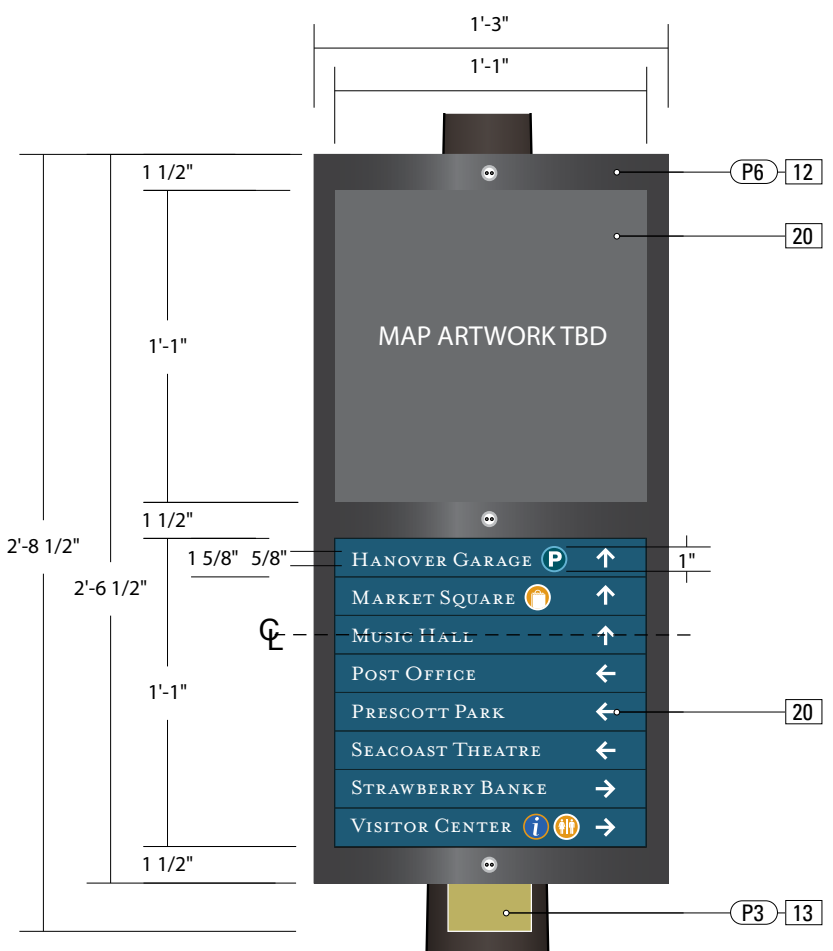 1'-3"
1'-1"
1 1/2"
P6 12
20
1'-1"
MAP ARTWORK TBD
1 1/2"
2'-8 1/2"
2'-6 1/2"
1 5/8" 5/8"
HANOVER GARAGE P ↑
1"
MARKET SQUARE ↑
℄ MUSIC HALL ↑
POST OFFICE ←
1'-1"
PRESCOTT PARK ←
20
SEACOAST THEATRE ←
STRAWBERRY BANKE →
VISITOR CENTER i →
1 1/2"
P3 13